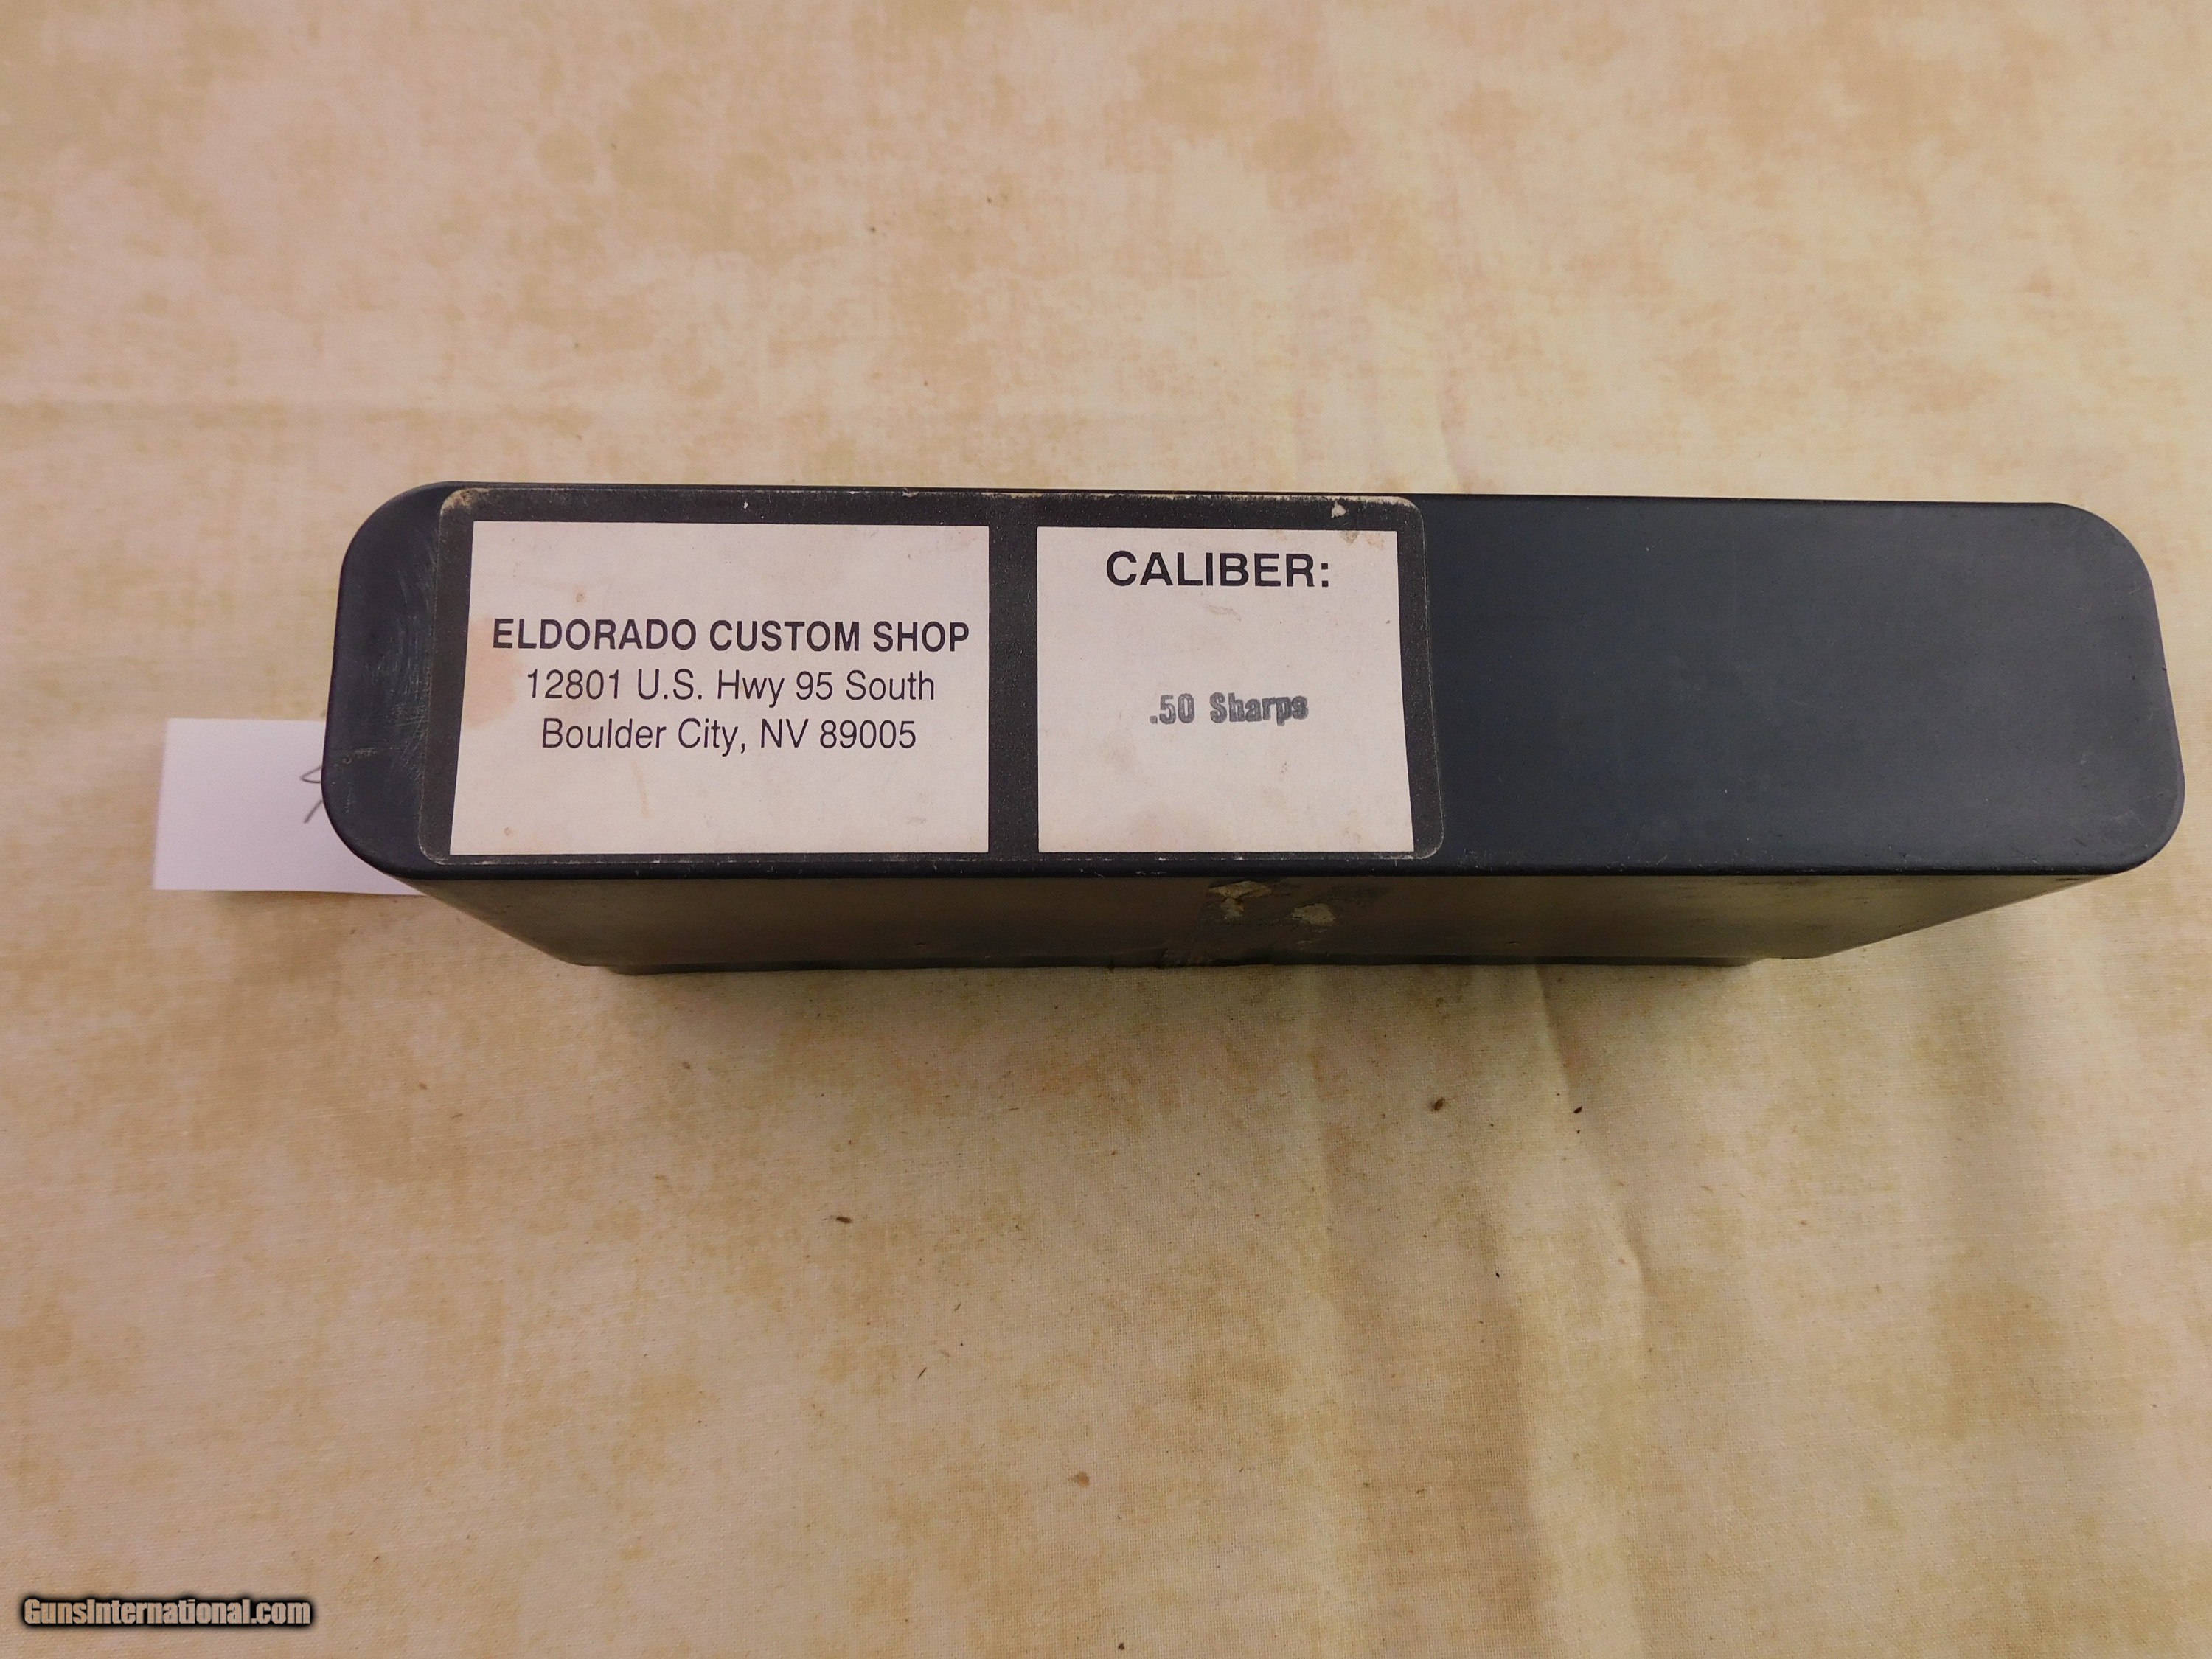 ELDORADO CUSTOM SHOP
12801 U.S. Hwy 95 South
Boulder City, NV 89005
CALIBER:
.50 Sharps
GunsInternational.com